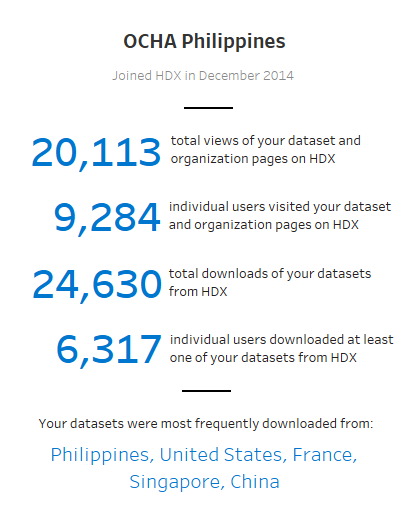 OCHA Philippines
Joined HDX in December 2014
20,113 total views of your dataset and
organization pages on HDX
9,284 individual users visited your dataset
and organization pages on HDX
24,630 total downloads of your datasets
from HDX
6,317 individual users downloaded at least
one of your datasets from HDX
Your datasets were most frequently downloaded from:
Philippines, United States, France,
Singapore, China